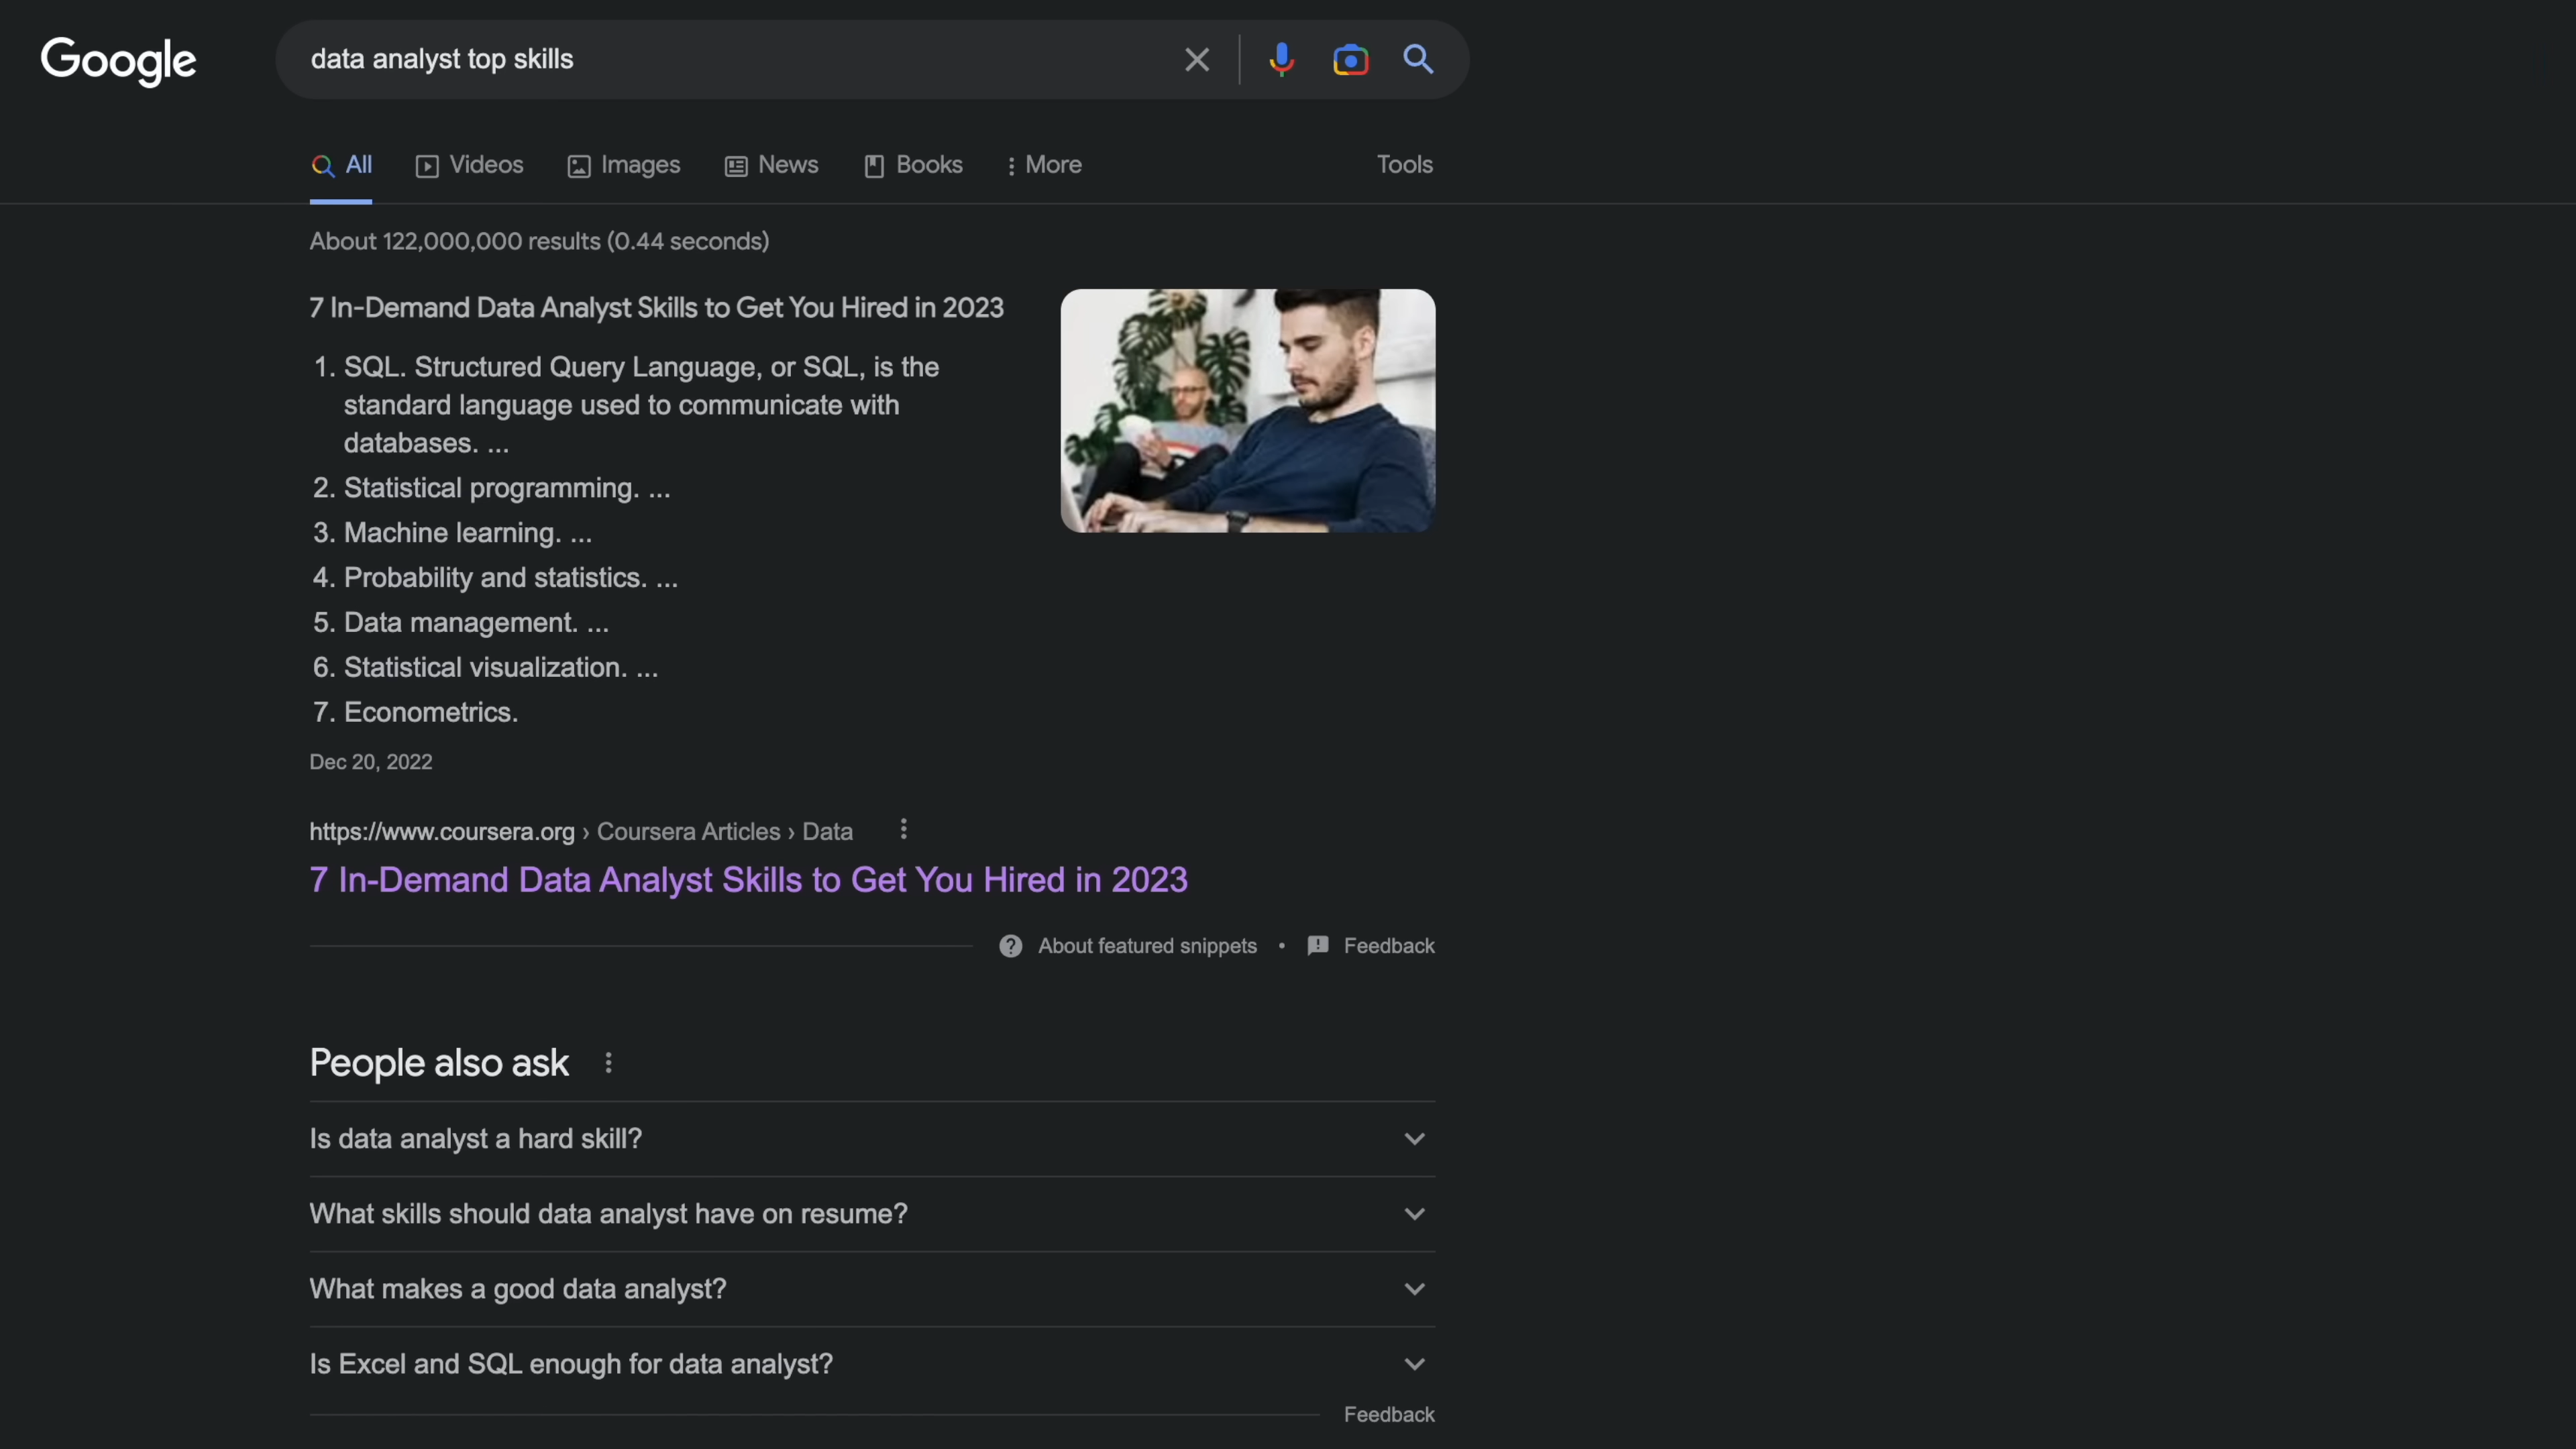 Google
data analyst top skills
All Videos Images News Books More Tools
About 122,000,000 results (0.44 seconds)
7 In-Demand Data Analyst Skills to Get You Hired in 2023
1. SQL. Structured Query Language, or SQL, is the
standard language used to communicate with
databases. ...
2. Statistical programming. ...
3. Machine learning. ...
4. Probability and statistics. ...
5. Data management. ...
6. Statistical visualization. ...
7. Econometrics.
Dec 20, 2022
https://www.coursera.org › Coursera Articles › Data
7 In-Demand Data Analyst Skills to Get You Hired in 2023
About featured snippets • Feedback
People also ask
Is data analyst a hard skill?
What skills should data analyst have on resume?
What makes a good data analyst?
Is Excel and SQL enough for data analyst?
Feedback